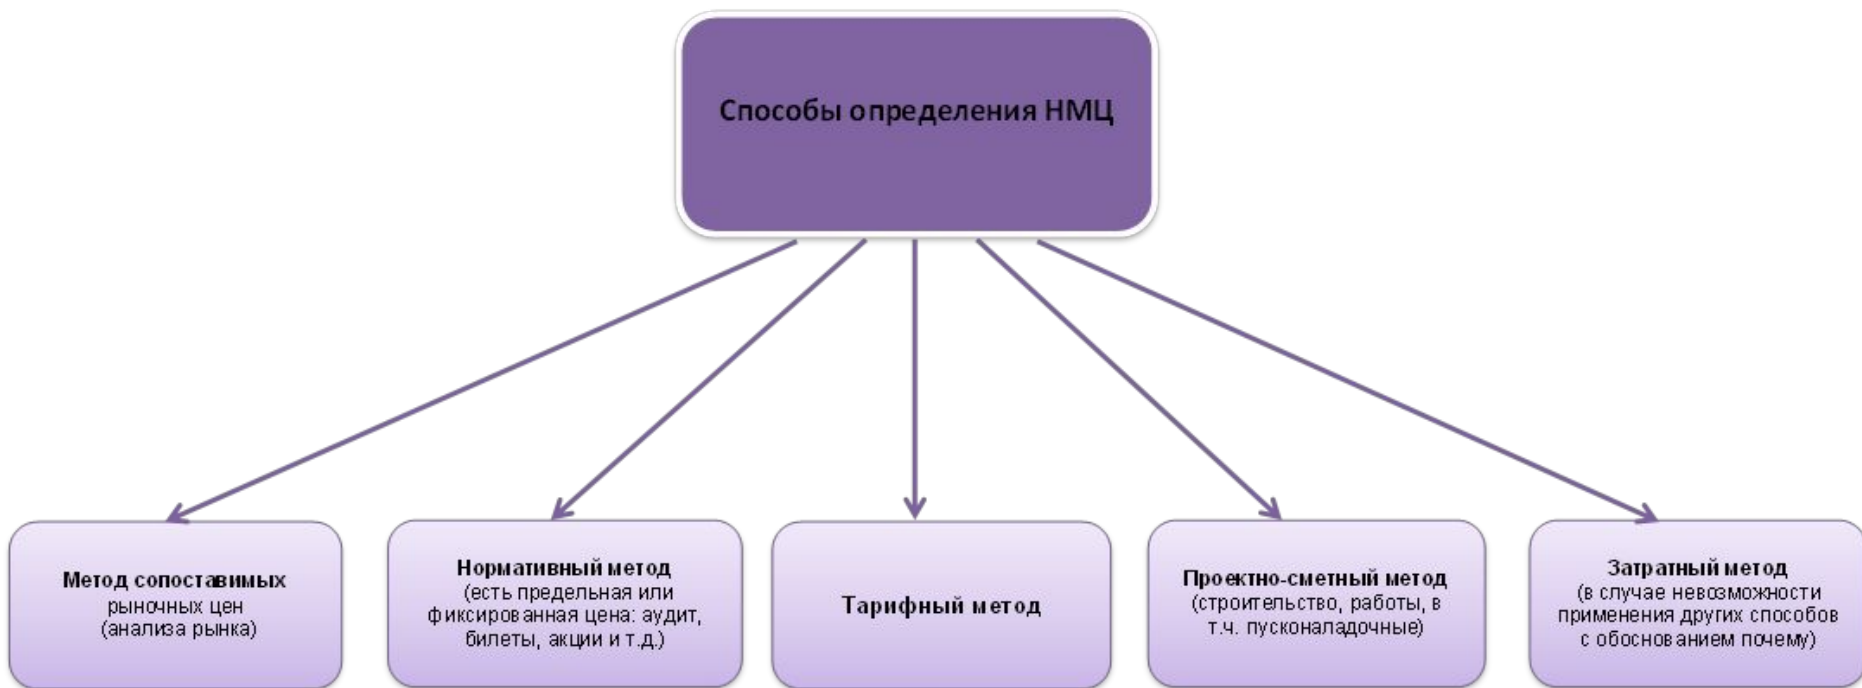 Способы определения НМЦ
Метод сопоставимых
рыночных цен
(анализа рынка)
Нормативный метод
(есть предельная или
фиксированная цена: аудит,
билеты, акции и т.д.)
Тарифный метод
Проектно-сметный метод
(строительство, работы, в
т.ч. пусконаладочные)
Затратный метод
(в случае невозможности
применения других способов
с обоснованием почему)